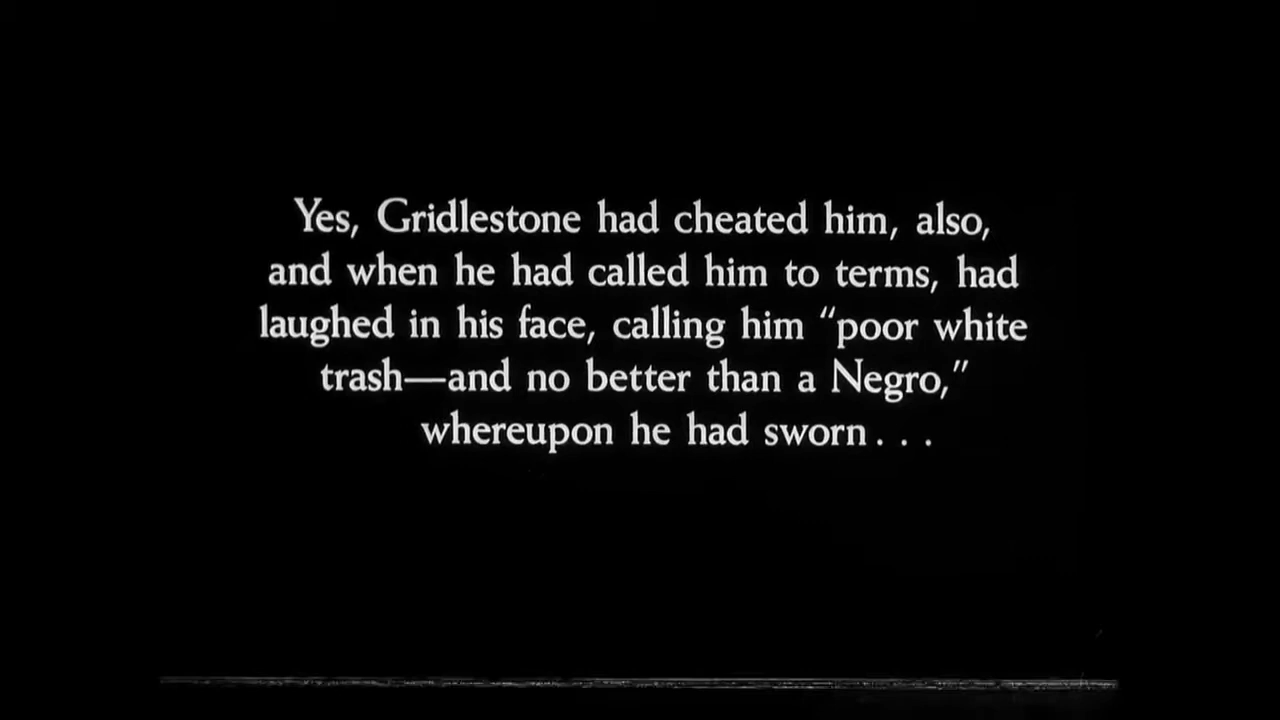 Yes, Gridlestone had cheated him, also,
and when he had called him to terms, had
laughed in his face, calling him “poor white
trash—and no better than a Negro,”
whereupon he had sworn . . .